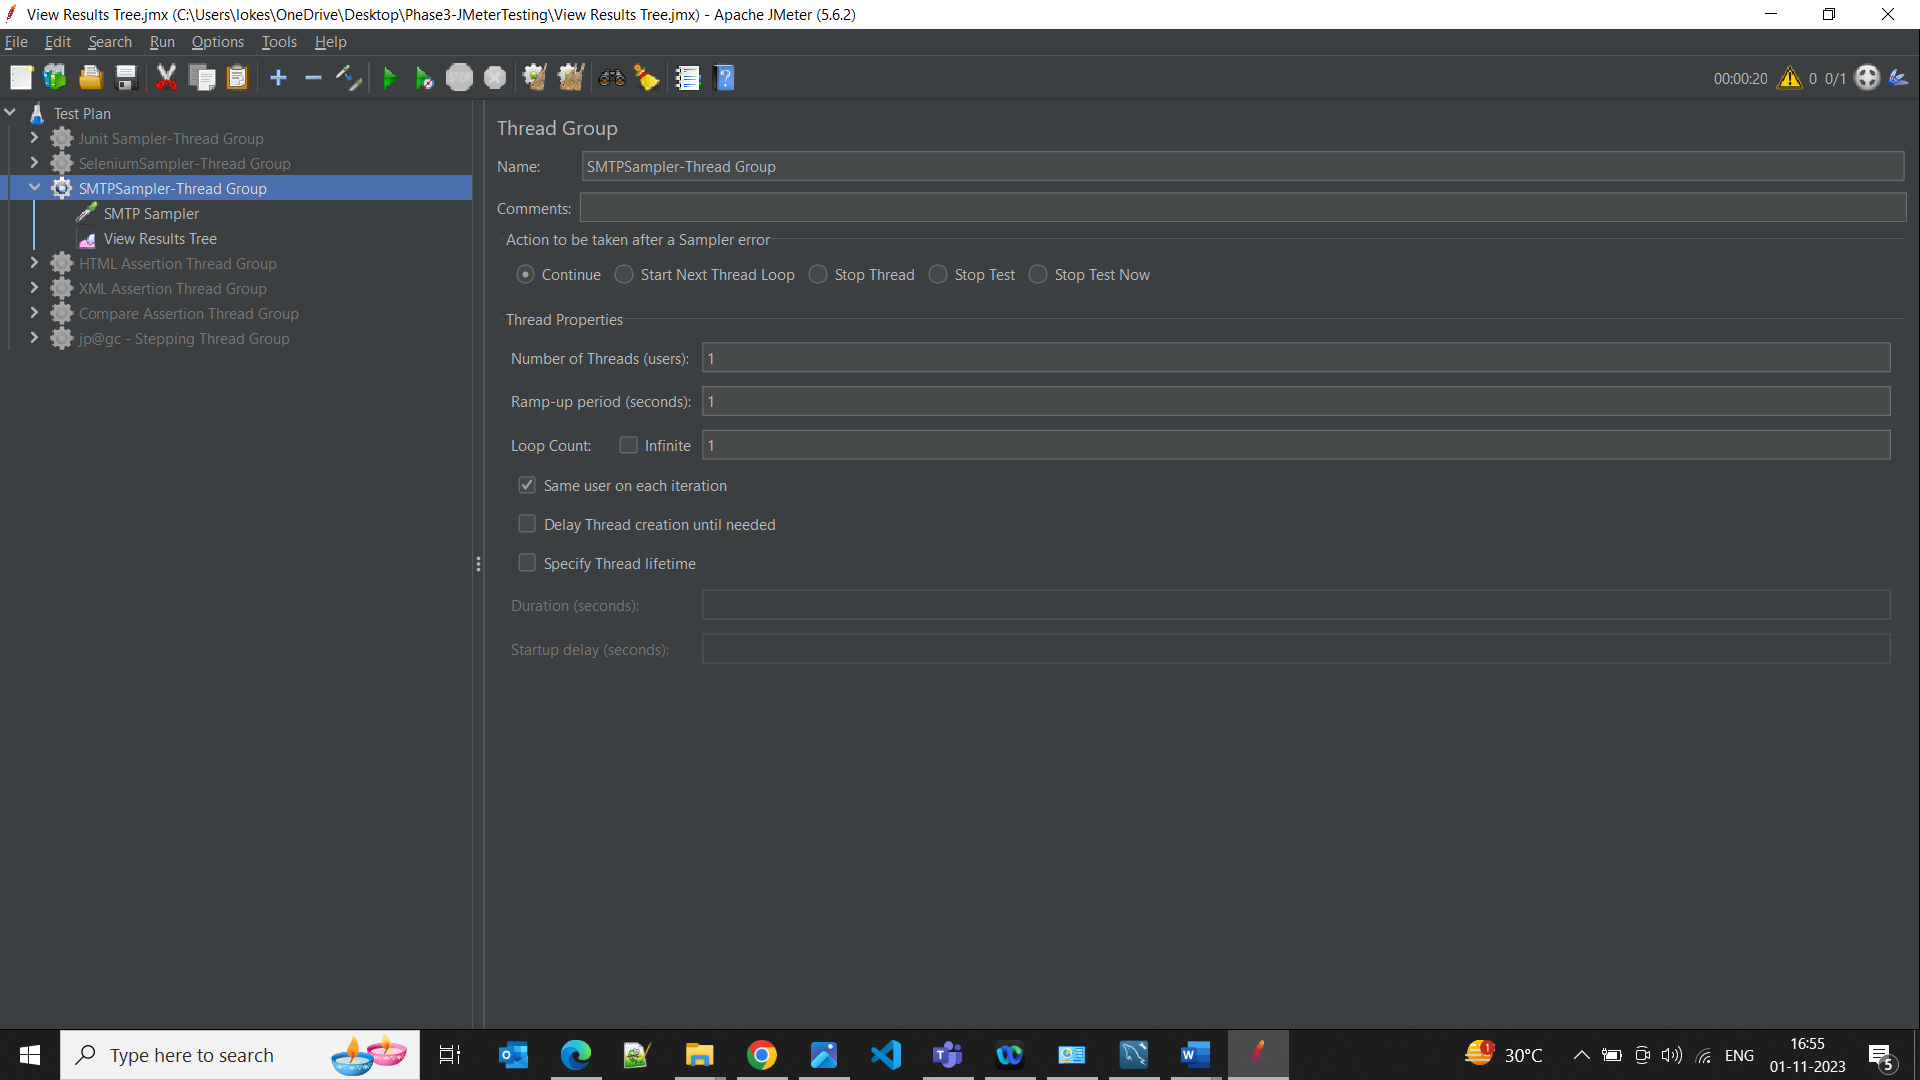 View Results Tree.jmx (C:\Users\lokes\OneDrive\Desktop\Phase3-JMeterTesting\View Results Tree.jmx) - Apache JMeter (5.6.2)
File Edit Search Run Options Tools Help
STOP 00:00:20 0 0/1
Test Plan
Junit Sampler-Thread Group
SeleniumSampler-Thread Group
SMTPSampler-Thread Group
SMTP Sampler
View Results Tree
HTML Assertion Thread Group
XML Assertion Thread Group
Compare Assertion Thread Group
jp@gc - Stepping Thread Group
Thread Group
Name: SMTPSampler-Thread Group
Comments:
Action to be taken after a Sampler error
Continue Start Next Thread Loop Stop Thread Stop Test Stop Test Now
Thread Properties
Number of Threads (users): 1
Ramp-up period (seconds): 1
Loop Count: Infinite 1
Same user on each iteration
Delay Thread creation until needed
Specify Thread lifetime
Duration (seconds):
Startup delay (seconds):
Type here to search
1 30°C ENG
16:55
01-11-2023
5